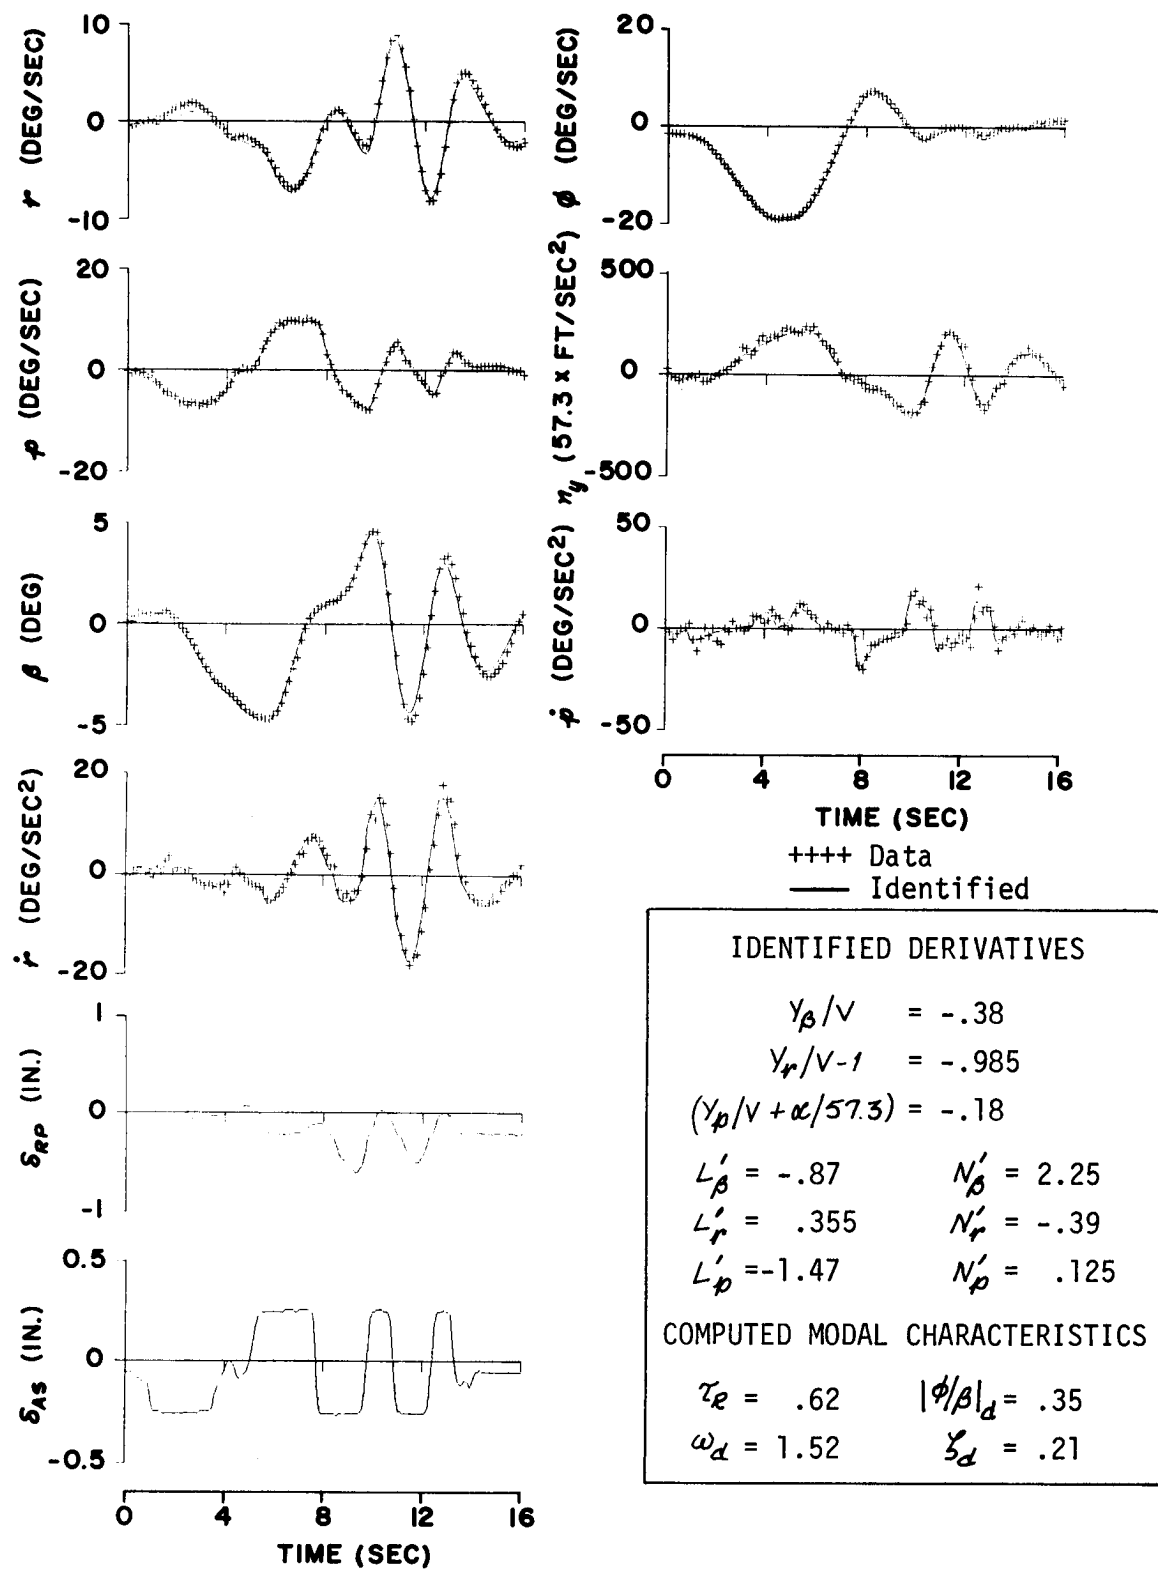 r (DEG/SEC)
10
0
-10
p (DEG/SEC)
20
0
-20
β (DEG)
5
0
-5
ṙ (DEG/SEC²)
20
0
-20
δRP (IN.)
1
0
-1
δAS (IN.)
0.5
0
-0.5
0 4 8 12 16
TIME (SEC)
ϕ (DEG/SEC)
20
0
-20
n_y (57.3 x FT/SEC²)
500
0
-500
ṗ (DEG/SEC²)
50
0
-50
0 4 8 12 16
TIME (SEC)
++++ Data
—— Identified
IDENTIFIED DERIVATIVES
Yβ/V = -.38
Yr/V-1 = -.985
(Yp/V + α/57.3) = -.18
L'β = -.87 N'β = 2.25
L'r = .355 N'r = -.39
L'p =-1.47 N'p = .125
COMPUTED MODAL CHARACTERISTICS
τR = .62 |ϕ/β|d = .35
ωd = 1.52 ζd = .21